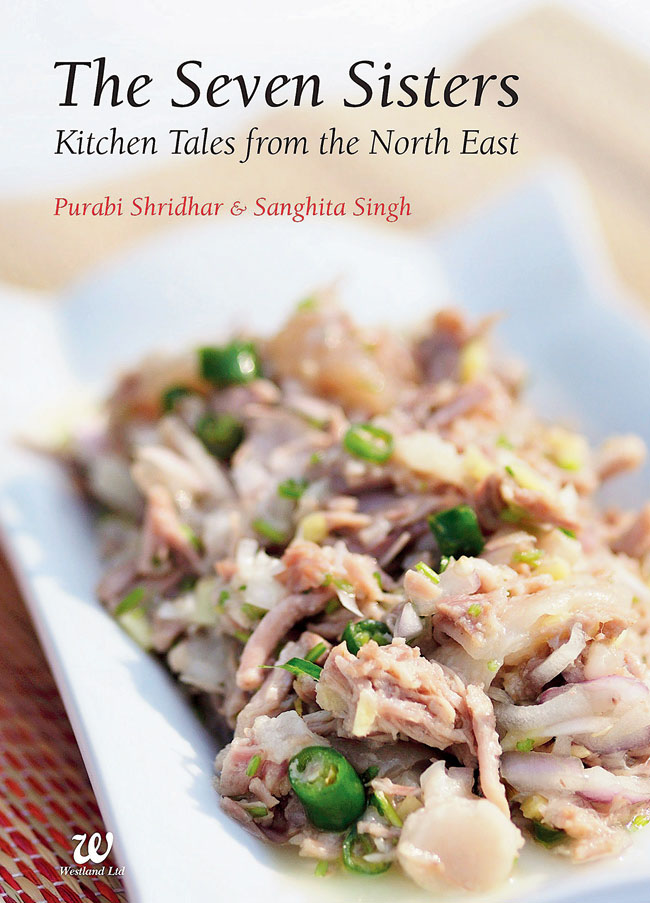 The Seven Sisters
Kitchen Tales from the North East
Purabi Shridhar & Sanghita Singh
W
Westland Ltd